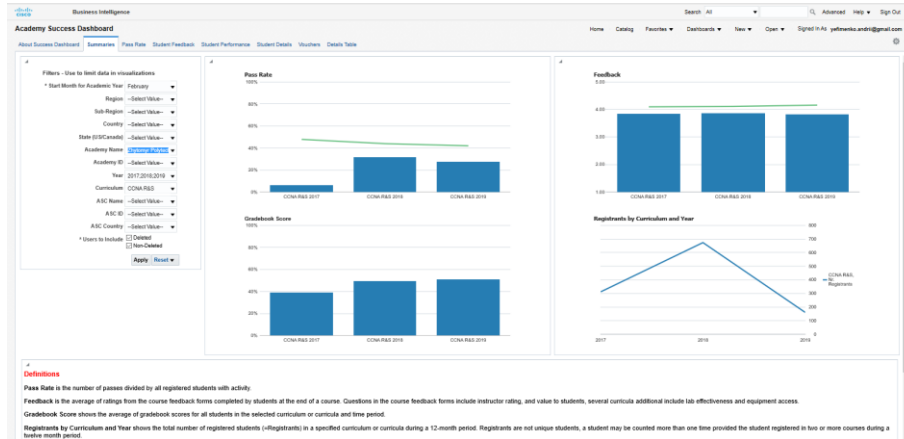 CISCO
Business Intelligence
Search All
Advanced Help Sign Out
Academy Success Dashboard
Home Catalog Favorites Dashboards New Open Signed In As yefimenko.andrii@gmail.com
About Success Dashboard Summaries Pass Rate Student Feedback Student Performance Student Details Vouchers Details Table
Filters - Use to limit data in visualizations
* Start Month for Academic Year February
Region --Select Value--
Sub-Region --Select Value--
Country --Select Value--
State (US/Canada) --Select Value--
Academy Name Zhytomyr Polytec
Academy ID --Select Value--
Year 2017;2018;2019
Curriculum CCNA R&S
ASC Name --Select Value--
ASC ID --Select Value--
ASC Country --Select Value--
* Users to Include Deleted
Non-Deleted
Apply Reset
Pass Rate
100%
80%
60%
40%
20%
0%
CCNA R&S 2017 CCNA R&S 2018 CCNA R&S 2019
Feedback
5.00
4.00
3.00
2.00
1.00
CCNA R&S 2017 CCNA R&S 2018 CCNA R&S 2019
Gradebook Score
100%
80%
60%
40%
20%
0%
CCNA R&S 2017 CCNA R&S 2018 CCNA R&S 2019
Registrants by Curriculum and Year
800
700
600
500
400
300
200
100
0
2017 2018 2019
CCNA R&S,
Nr.
Registrants
Definitions
Pass Rate is the number of passes divided by all registered students with activity.
Feedback is the average of ratings from the course feedback forms completed by students at the end of a course. Questions in the course feedback forms include instructor rating, and value to students, several curricula additional include lab effectiveness and equipment access.
Gradebook Score shows the average of gradebook scores for all students in the selected curriculum or curricula and time period.
Registrants by Curriculum and Year shows the total number of registered students (=Registrants) in a specified curriculum or curricula during a 12-month period. Registrants are not unique students, a student may be counted more than one time provided the student registered in two or more courses during a
twelve month period.